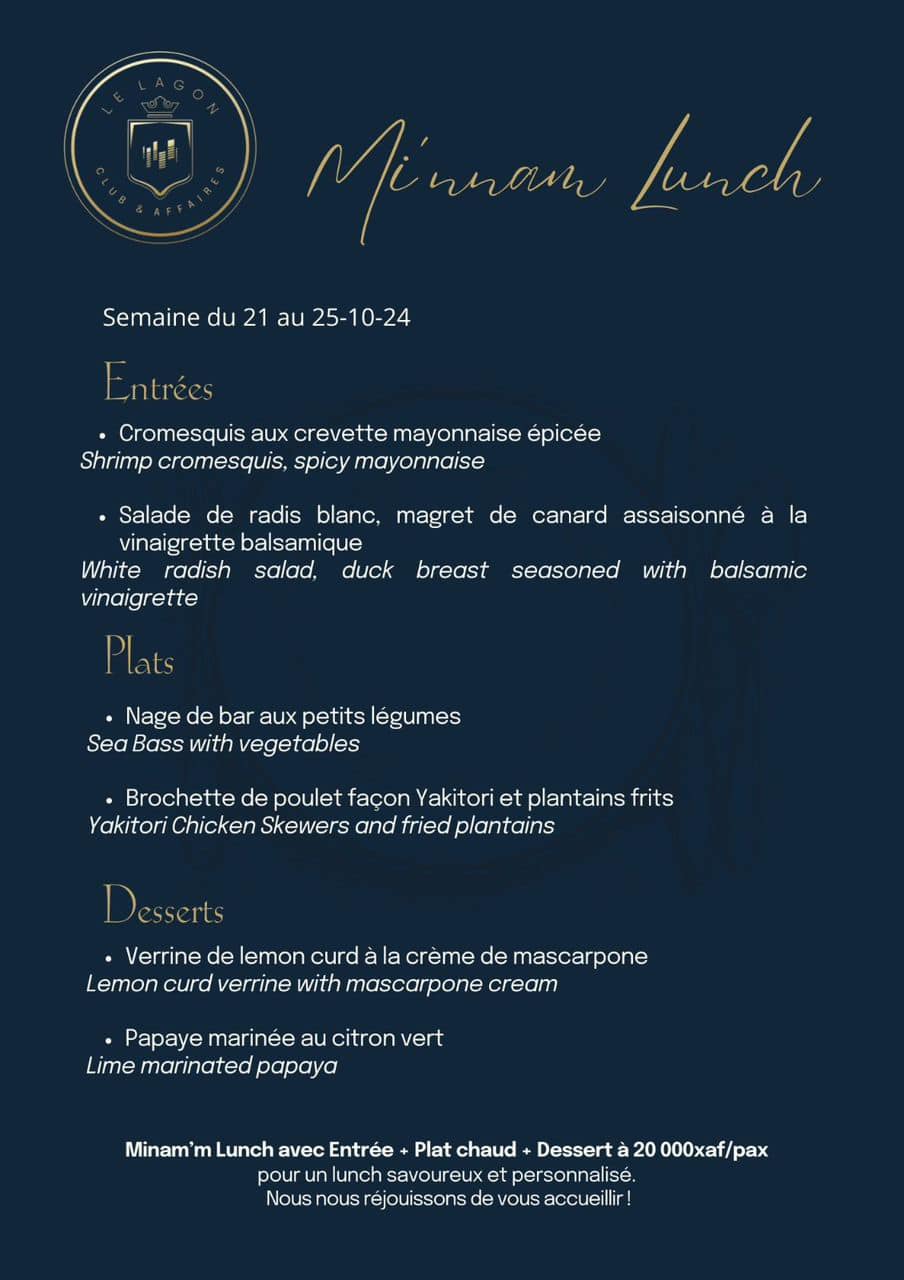 LE LAGON
CLUB & AFFAIRES
Mi'nnam Lunch
Semaine du 21 au 25-10-24
Entrées
• Cromesquis aux crevette mayonnaise épicée
Shrimp cromesquis, spicy mayonnaise
• Salade de radis blanc, magret de canard assaisonné à la
vinaigrette balsamique
White radish salad, duck breast seasoned with balsamic
vinaigrette
Plats
• Nage de bar aux petits légumes
Sea Bass with vegetables
• Brochette de poulet façon Yakitori et plantains frits
Yakitori Chicken Skewers and fried plantains
Desserts
• Verrine de lemon curd à la crème de mascarpone
Lemon curd verrine with mascarpone cream
• Papaye marinée au citron vert
Lime marinated papaya
Minam’m Lunch avec Entrée + Plat chaud + Dessert à 20 000xaf/pax
pour un lunch savoureux et personnalisé.
Nous nous réjouissons de vous accueillir !